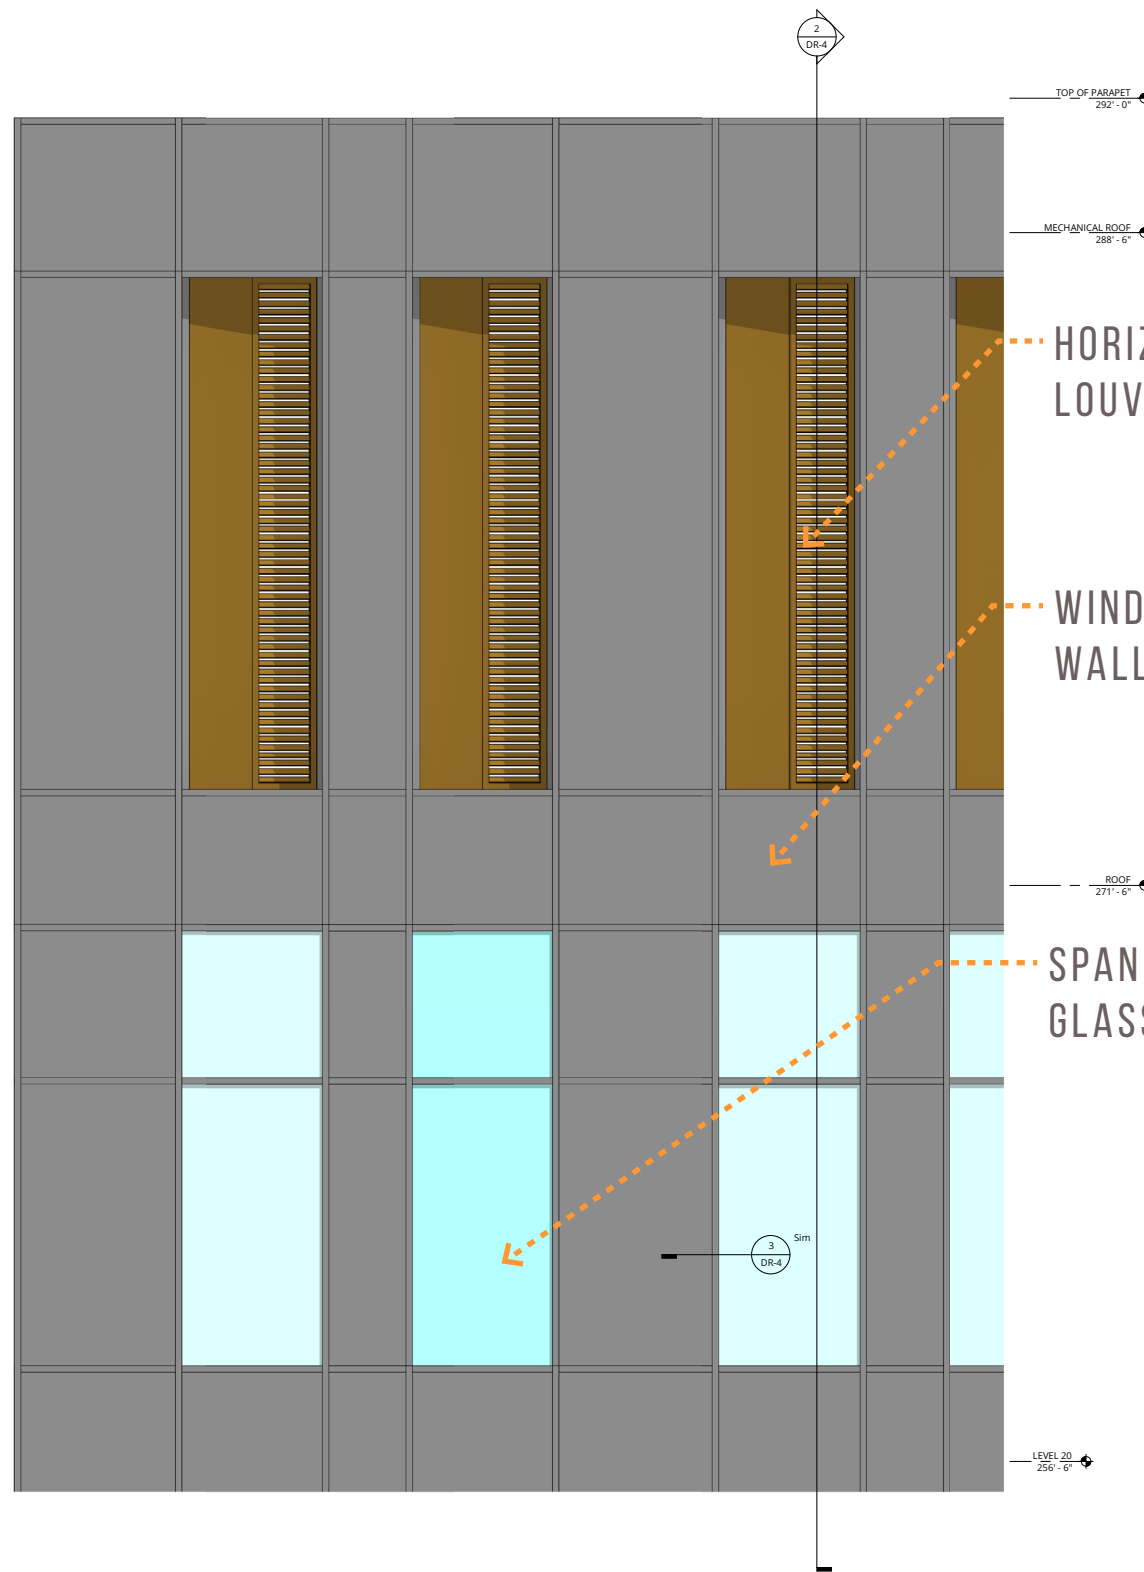 2
DR-4
TOP OF PARAPET
292' - 0"
MECHANICAL ROOF
288' - 6"
HORIZ
LOUV
WIND
WALL
ROOF
271' - 6"
SPAN
GLASS
Sim
3
DR-4
LEVEL 20
256' - 6"